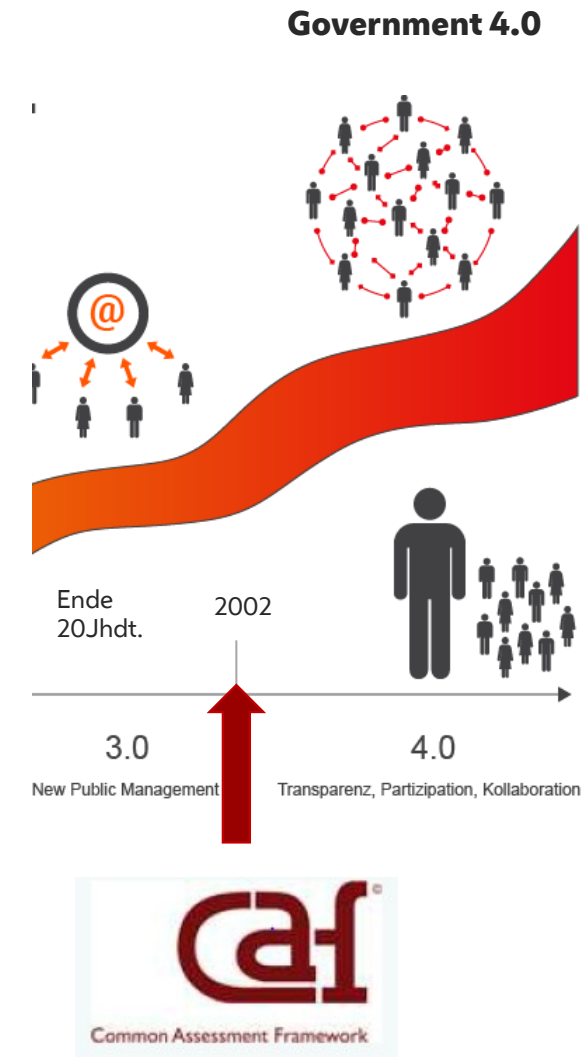 Government 4.0
@
Ende
20Jhdt.
2002
3.0
4.0
New Public Management
Transparenz, Partizipation, Kollaboration
caf©
Common Assessment Framework